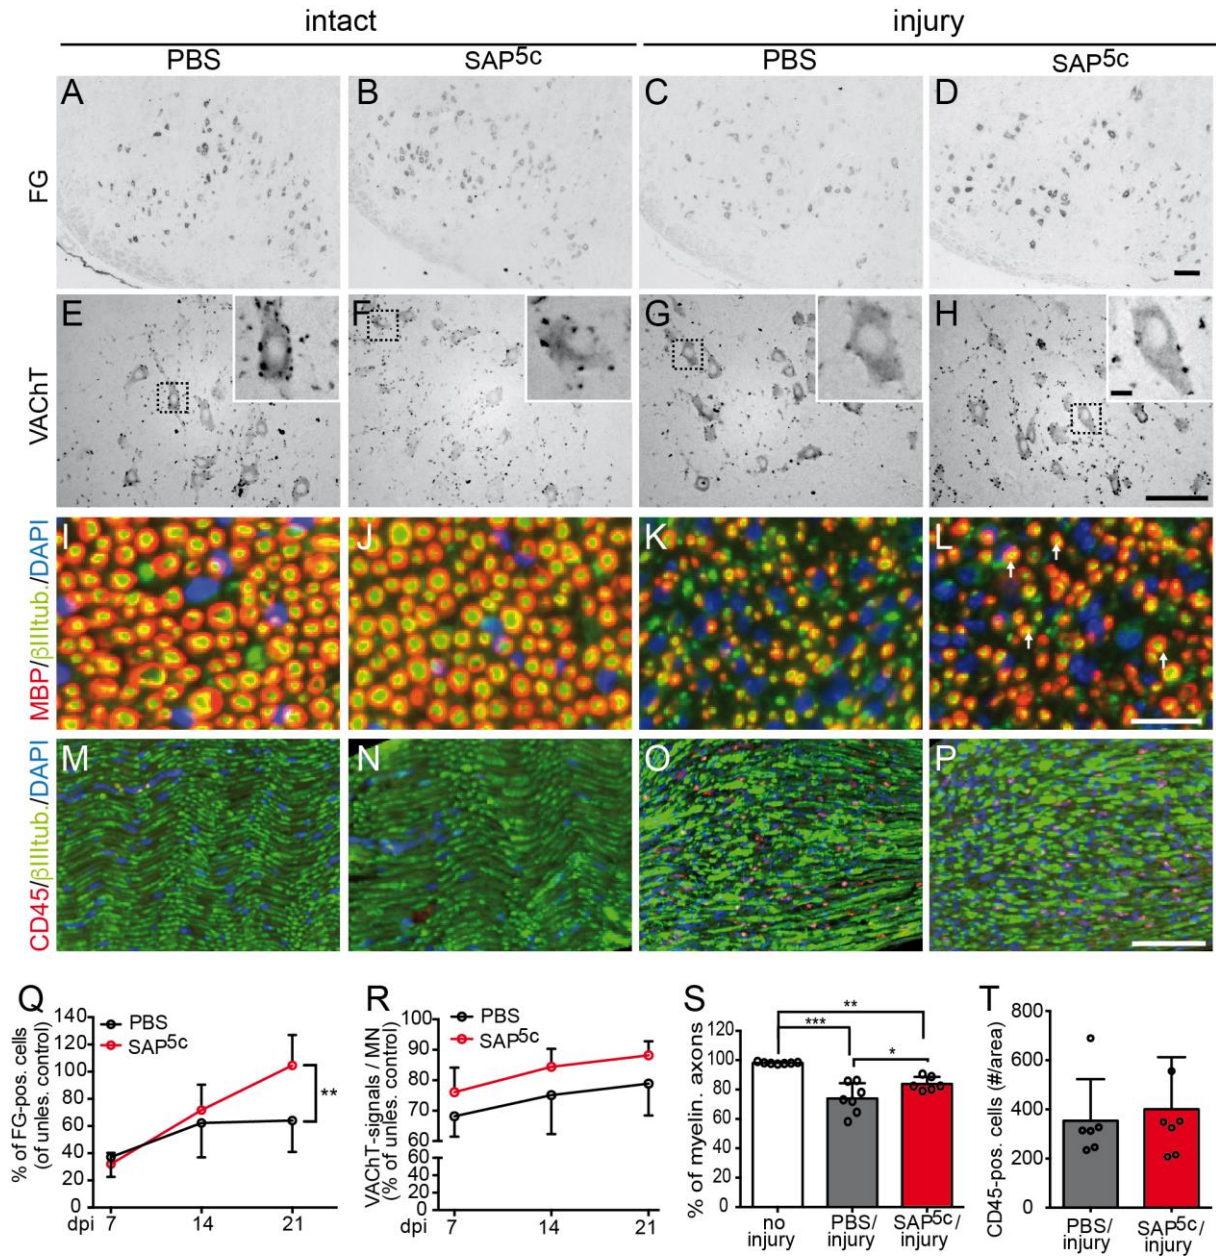 intact injury
PBS SAP5c PBS SAP5c
A B C D
FG
E F G H
VAChT
I J K L
MBP/βIIItub./DAPI
M N O P
CD45/βIIItub./DAPI
Q
PBS
SAP5c
% of FG-pos. cells
(of unles. control)
140
120
100
80
60
40
20
0
**
dpi 7 14 21
R
PBS
SAP5c
VAChT-signals / MN
(% of unles. control)
100
90
80
70
60
60
40
20
0
dpi 7 14 21
S
% of myelin. axons
**
***
*
120
100
80
60
40
20
0
no injury
PBS/ injury
SAP5c/ injury
T
CD45-pos. cells (#/area)
800
600
400
200
0
PBS/ injury
SAP5c/ injury